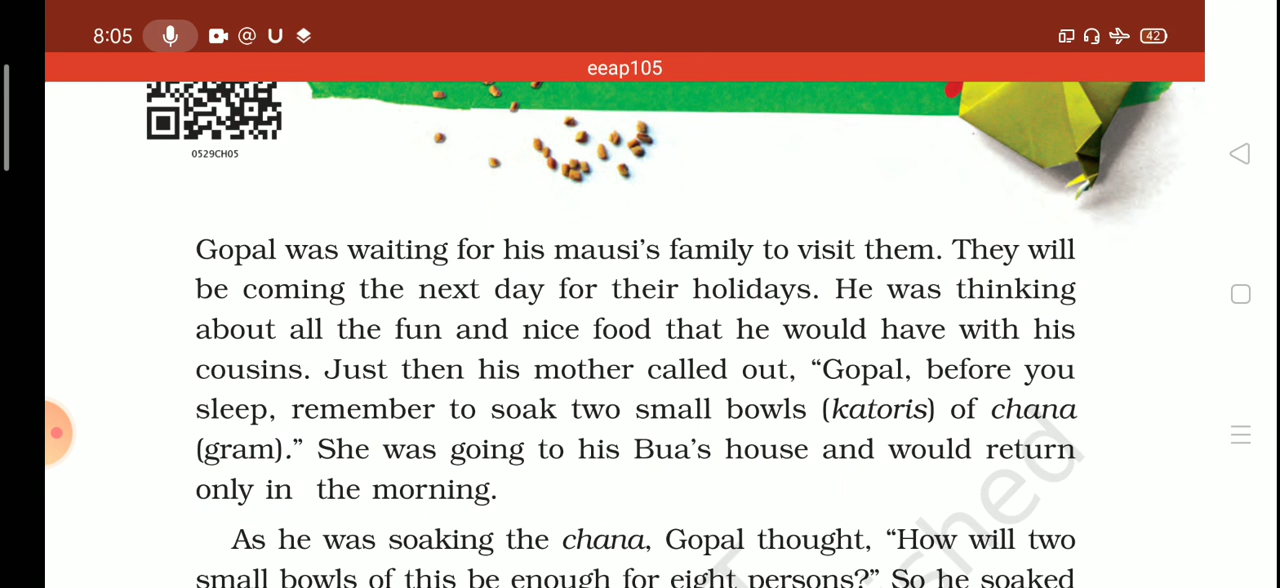 8:05
42
eeap105
0529CH05
Gopal was waiting for his mausi's family to visit them. They will
be coming the next day for their holidays. He was thinking
about all the fun and nice food that he would have with his
cousins. Just then his mother called out, “Gopal, before you
sleep, remember to soak two small bowls (katoris) of chana
(gram).” She was going to his Bua's house and would return
only in the morning.
As he was soaking the chana, Gopal thought, “How will two
small bowls of this be enough for eight persons?” So he soaked